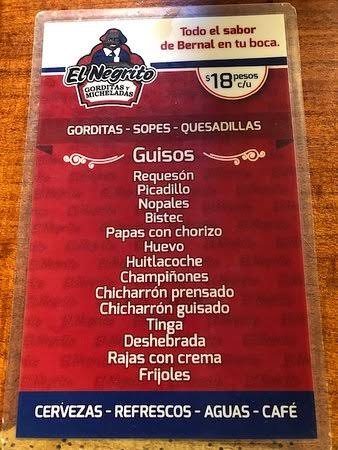 Todo el sabor
de Bernal en tu boca.
El Negrito
GORDITAS Y
MICHELADAS
$18 pesos
c/u
GORDITAS - SOPES - QUESADILLAS
Guisos
Requesón
Picadillo
Nopales
Bistec
Papas con chorizo
Huevo
Huitlacoche
Champiñones
Chicharrón prensado
Chicharrón guisado
Tinga
Deshebrada
Rajas con crema
Frijoles
CERVEZAS - REFRESCOS - AGUAS - CAFÉ